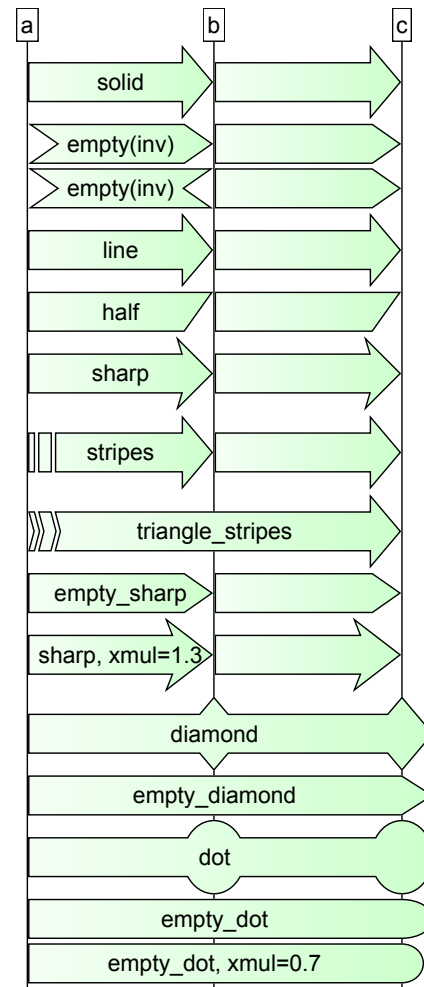 a b c
solid
empty(inv)
empty(inv)
line
half
sharp
stripes
triangle_stripes
empty_sharp
sharp, xmul=1.3
diamond
empty_diamond
dot
empty_dot
empty_dot, xmul=0.7